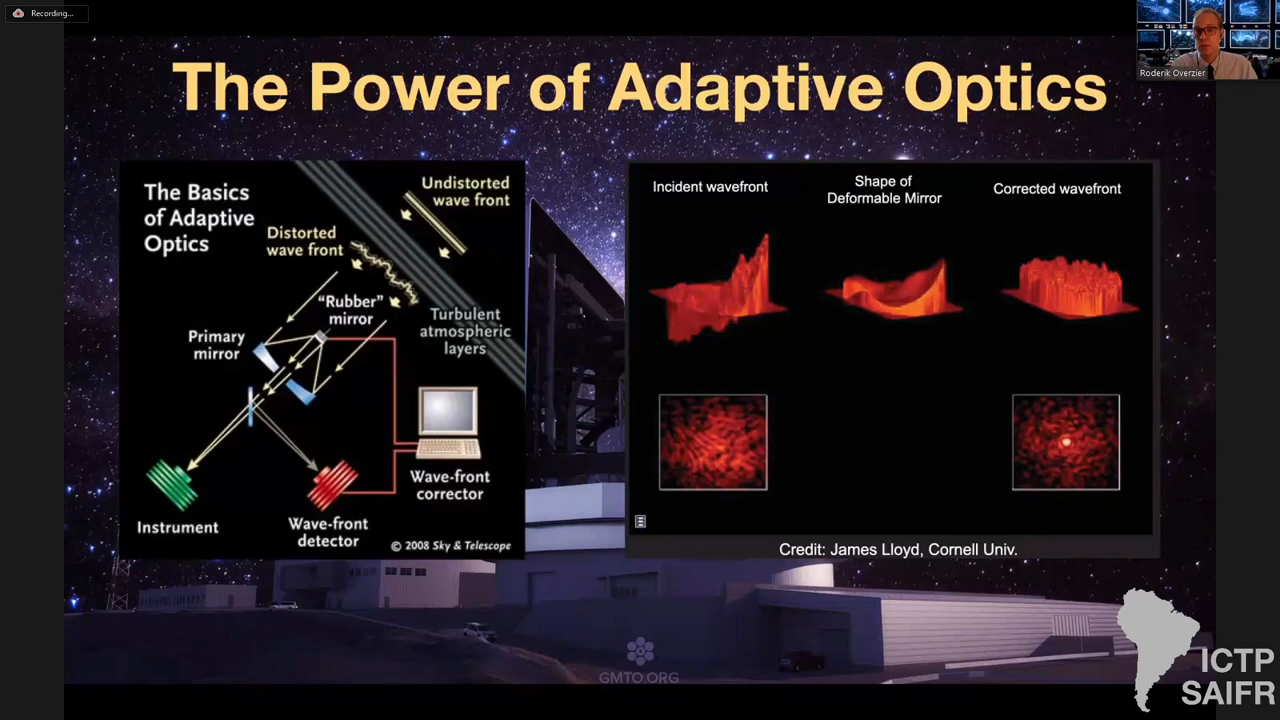 Recording...
Roderik Overzier
The Power of Adaptive Optics
The Basics
of Adaptive
Optics
Undistorted
wave front
Distorted
wave front
"Rubber"
mirror
Turbulent
atmospheric
layers
Primary
mirror
Wave-front
corrector
Instrument
Wave-front
detector
© 2008 Sky & Telescope
Incident wavefront
Shape of
Deformable Mirror
Corrected wavefront
Credit: James Lloyd, Cornell Univ.
GMTO.ORG
ICTP
SAIFR